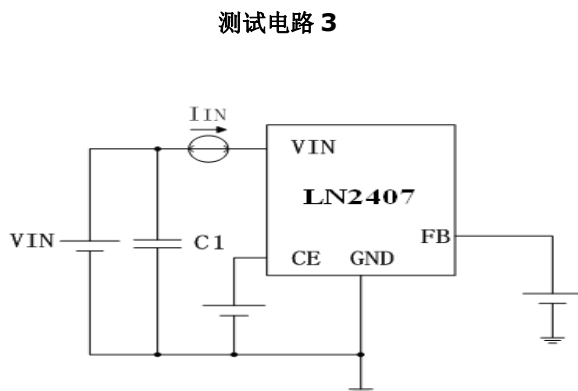 测试电路 3
IIN
VIN
LN2407
VIN
C1
FB
CE GND